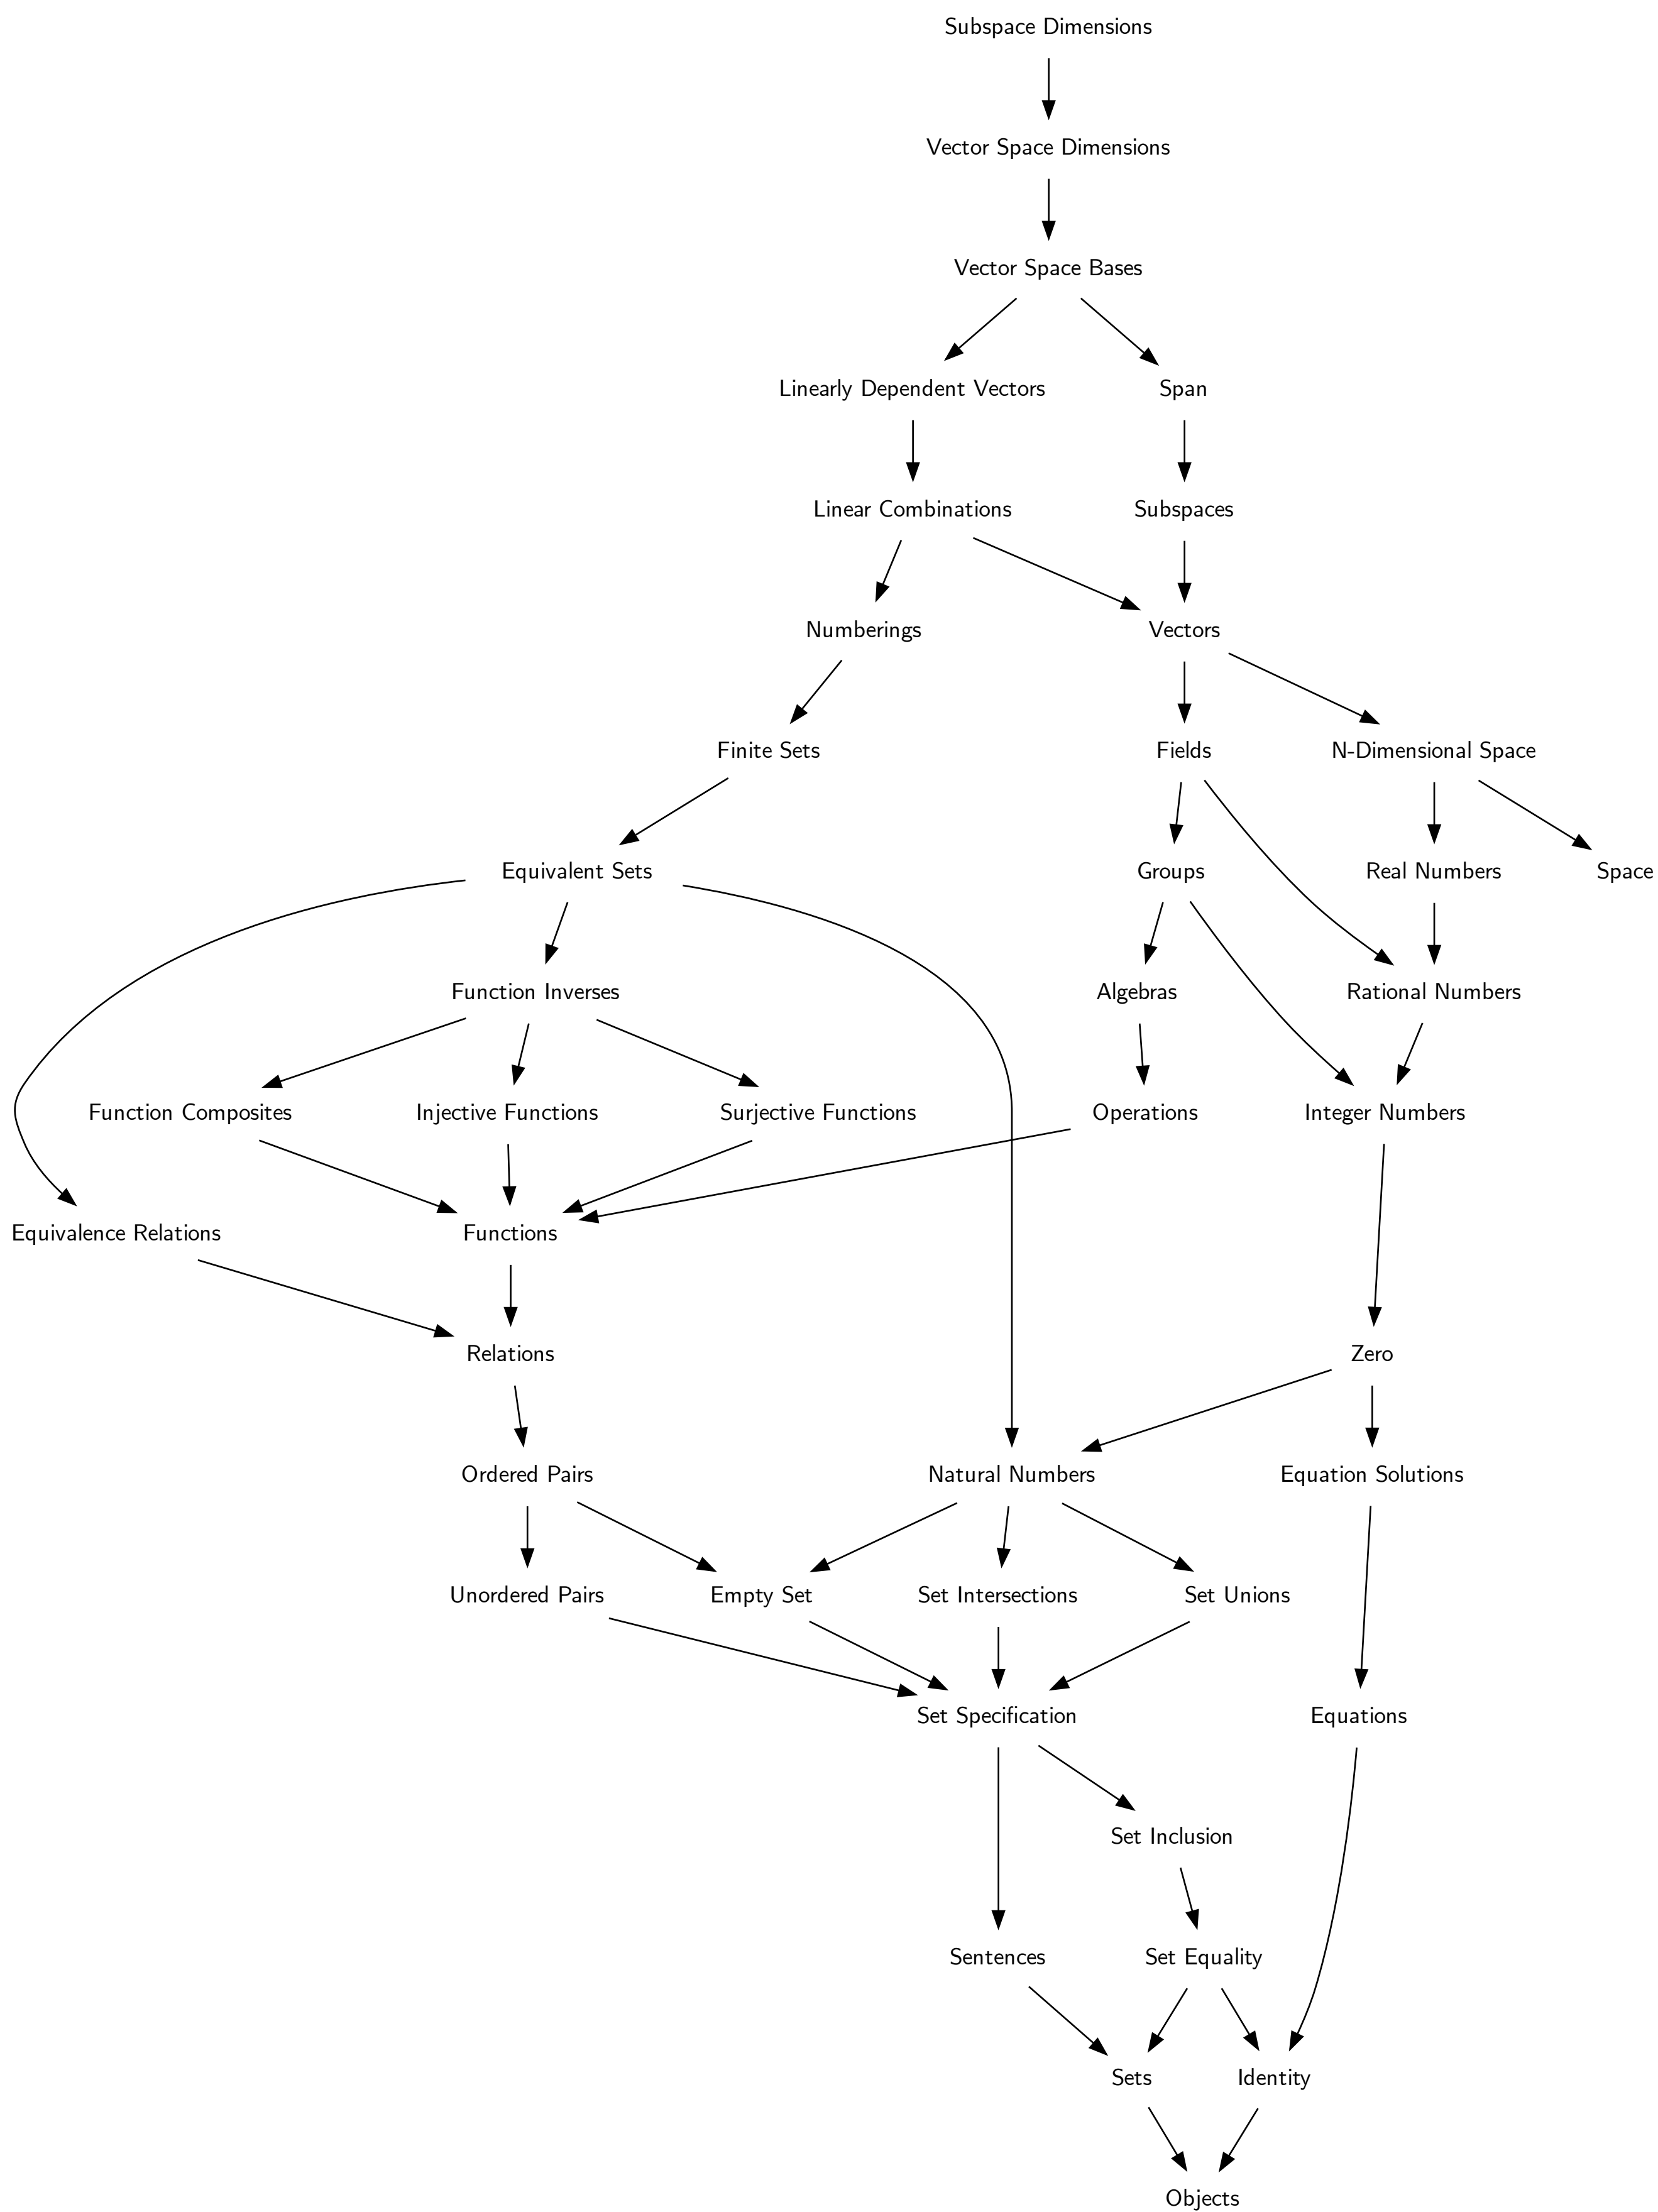 Subspace Dimensions
Vector Space Dimensions
Vector Space Bases
Linearly Dependent Vectors
Span
Linear Combinations
Subspaces
Numberings
Vectors
Finite Sets
Fields
N-Dimensional Space
Equivalent Sets
Groups
Real Numbers
Space
Function Inverses
Algebras
Rational Numbers
Function Composites
Injective Functions
Surjective Functions
Operations
Integer Numbers
Equivalence Relations
Functions
Relations
Zero
Ordered Pairs
Natural Numbers
Equation Solutions
Unordered Pairs
Empty Set
Set Intersections
Set Unions
Set Specification
Equations
Set Inclusion
Sentences
Set Equality
Sets
Identity
Objects